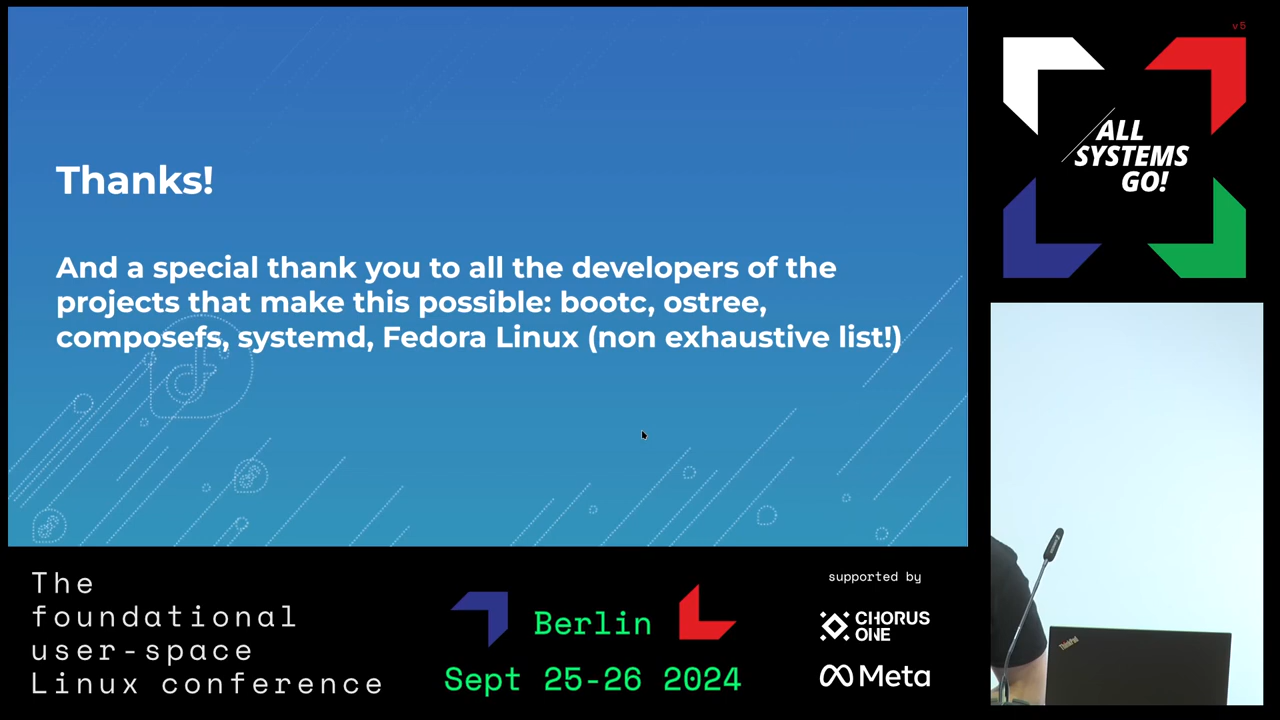 Thanks!
And a special thank you to all the developers of the
projects that make this possible: bootc, ostree,
composefs, systemd, Fedora Linux (non exhaustive list!)
v5
ALL
SYSTEMS
GO!
ThinkPad
The
foundational
user-space
Linux conference
Berlin
Sept 25-26 2024
supported by
CHORUS
ONE
Meta